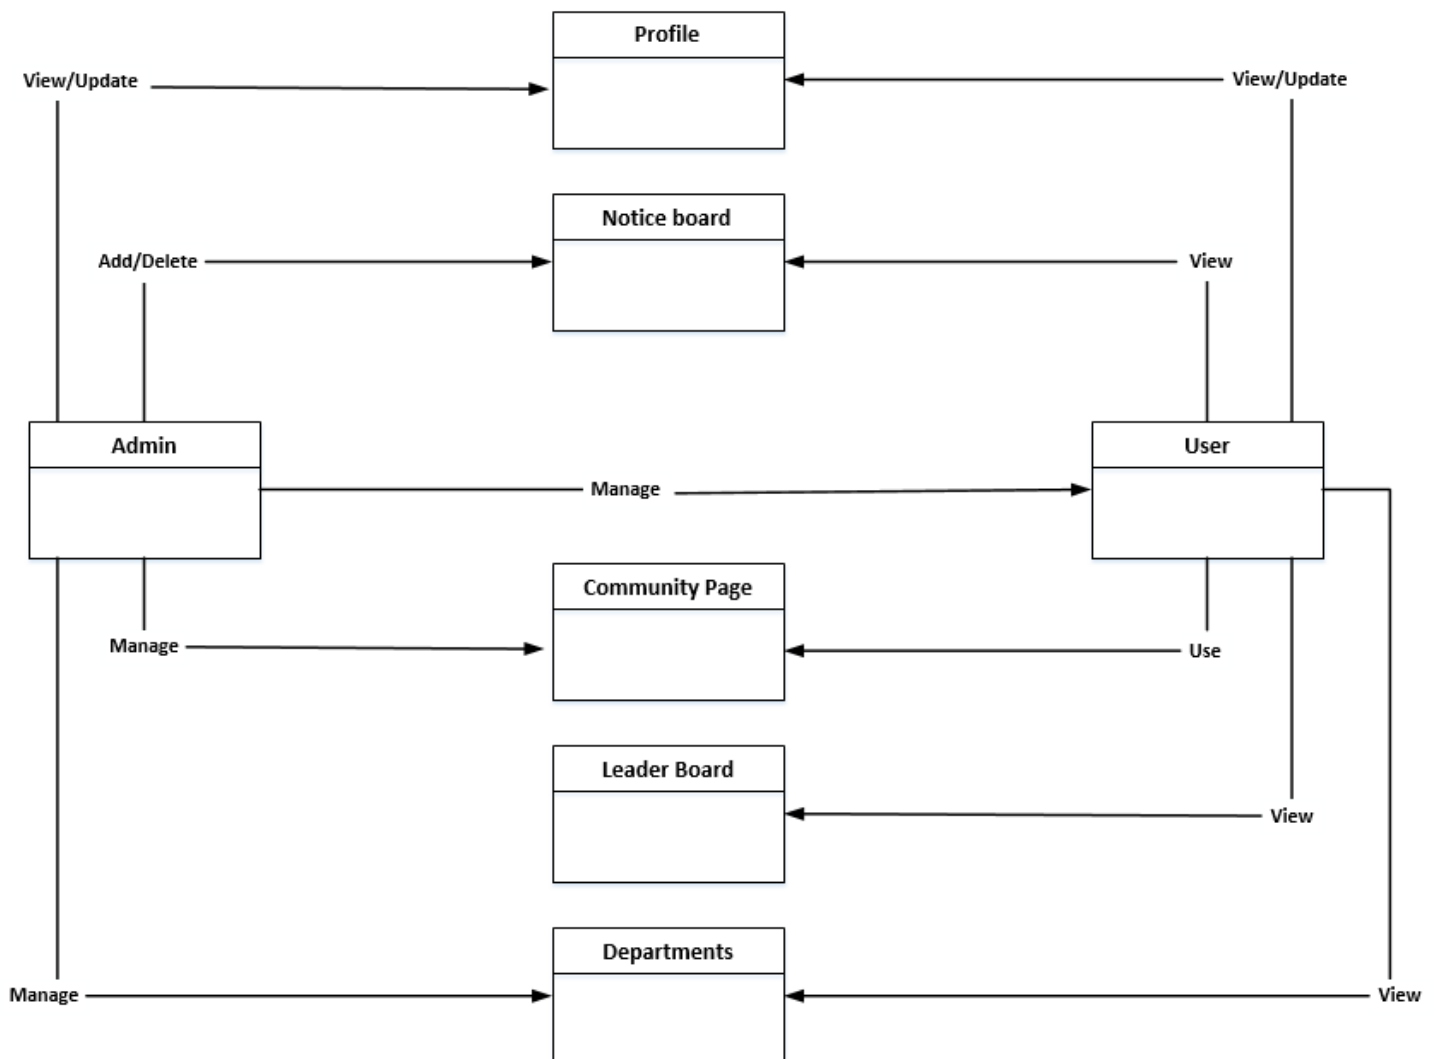 Profile
View/Update
View/Update
Notice board
Add/Delete
View
Admin
User
Manage
Community Page
Manage
Use
Leader Board
View
Departments
Manage
View